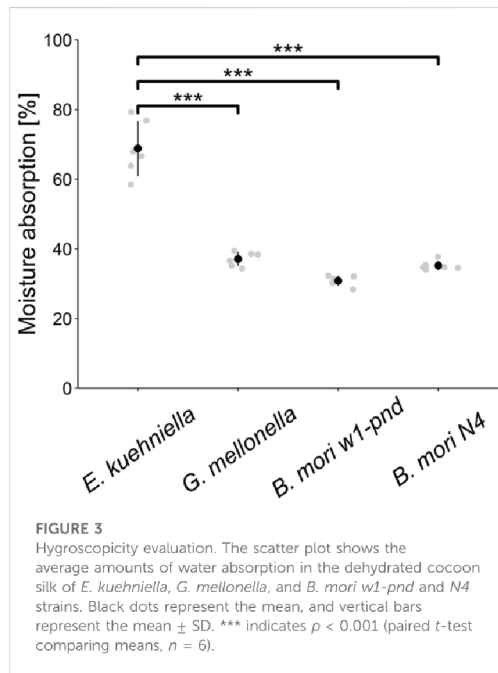 ***
***
***
100
80
60
40
20
0
Moisture absorption [%]
E. kuehniella
G. mellonella
B. mori w1-pnd
B. mori N4
FIGURE 3
Hygroscopicity evaluation. The scatter plot shows the
average amounts of water absorption in the dehydrated cocoon
silk of E. kuehniella, G. mellonella, and B. mori w1-pnd and N4
strains. Black dots represent the mean, and vertical bars
represent the mean ± SD. *** indicates p < 0.001 (paired t-test
comparing means, n = 6).